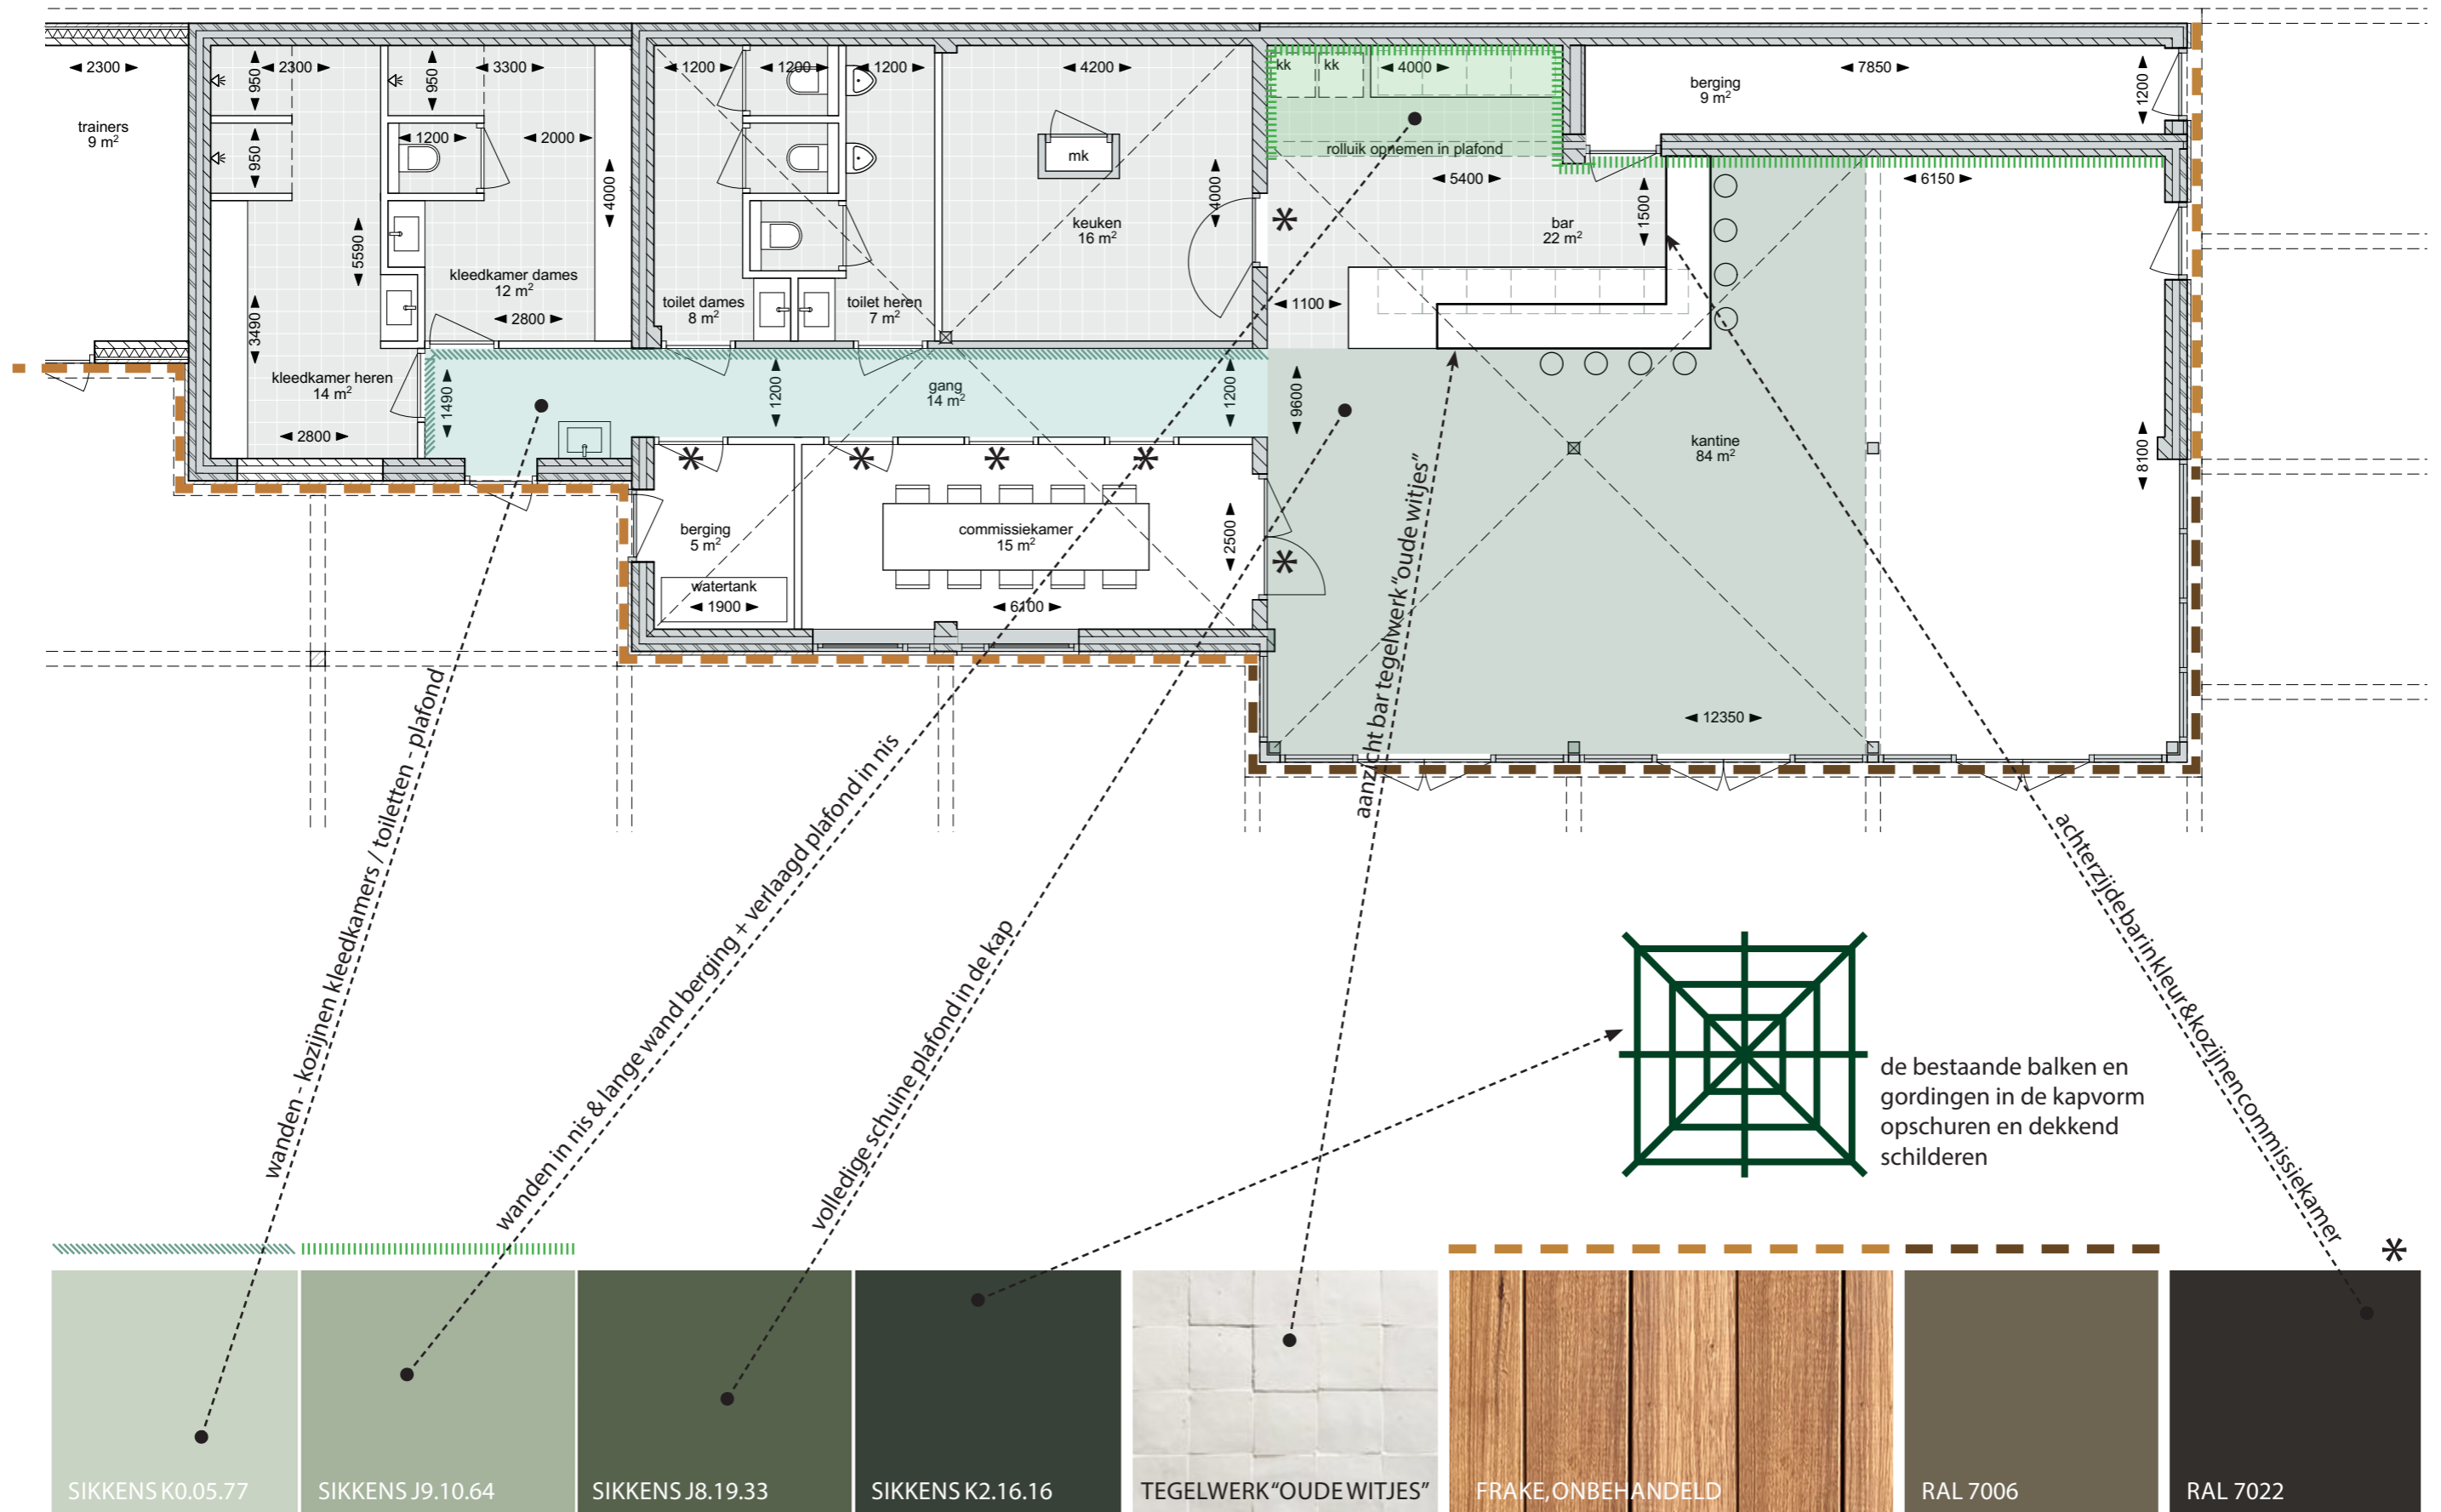 2300
950
2300
950
3300
1200
1200
1200
4200
kk
kk
4000
7850
berging
9 m²
1200
trainers
9 m²
950
1200
2000
mk
rolluik opnemen in plafond
5400
6150
4000
4000
1500
bar
22 m²
keuken
16 m²
5590
kleedkamer dames
12 m²
toilet dames
8 m²
toilet heren
7 m²
1100
3490
2800
kleedkamer heren
14 m²
1490
1200
gang
14 m²
1200
9600
2800
*
*
*
*
*
*
kantine
84 m²
8100
berging
5 m²
commissiekamer
15 m²
2500
watertank
1900
6100
12350
wanden - kozijnen kleedkamers / toiletten - plafond
wanden in nis & lange wand berging + verlaagd plafond in nis
volledige schuine plafond in de kap
aanzicht bar tegelwerk "oude witjes"
achterzijde bar in kleur & kozijnen commissiekamer
de bestaande balken en
gordingen in de kapvorm
opschuren en dekkend
schilderen
*
SIKKENS K0.05.77
SIKKENS J9.10.64
SIKKENS J8.19.33
SIKKENS K2.16.16
TEGELWERK "OUDE WITJES"
FRAKE, ONBEHANDELD
RAL 7006
RAL 7022